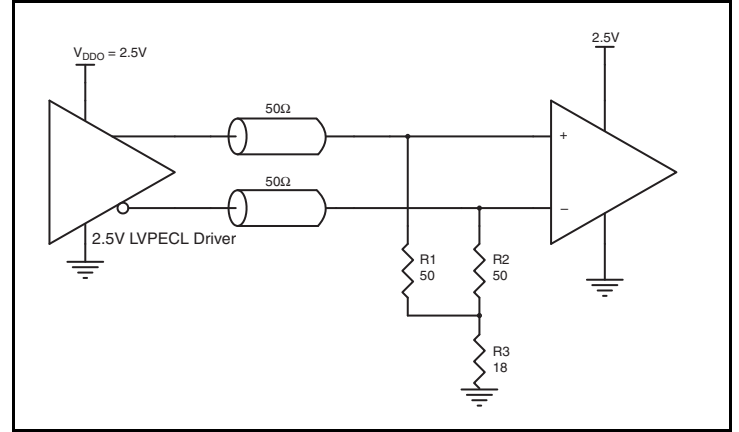 V_DDO = 2.5V
2.5V
50Ω
+
50Ω
–
2.5V LVPECL Driver
R1
50
R2
50
R3
18